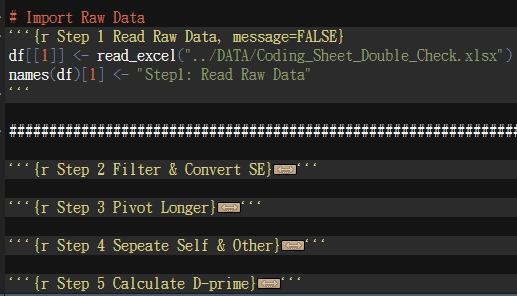 # Import Raw Data
```{r Step 1 Read Raw Data, message=FALSE}
df[[1]] <- read_excel("../DATA/Coding_Sheet_Double_Check.xlsx")
names(df)[1] <- "Step1: Read Raw Data"
```
################################################################
```{r Step 2 Filter & Convert SE}```
```{r Step 3 Pivot Longer}```
```{r Step 4 Sepeate Self & Other}```
```{r Step 5 Calculate D-prime}```